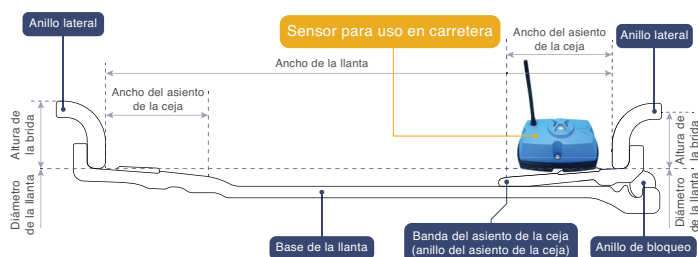 Anillo lateral
Sensor para uso en carretera
Ancho del asiento
de la ceja
Anillo lateral
Ancho de la llanta
Ancho del asiento
de la ceja
Altura de
la brida
Altura de
la brida
Diámetro
de la llanta
Diámetro
de la llanta
Base de la llanta
Banda del asiento de la ceja
(anillo del asiento de la ceja)
Anillo de bloqueo